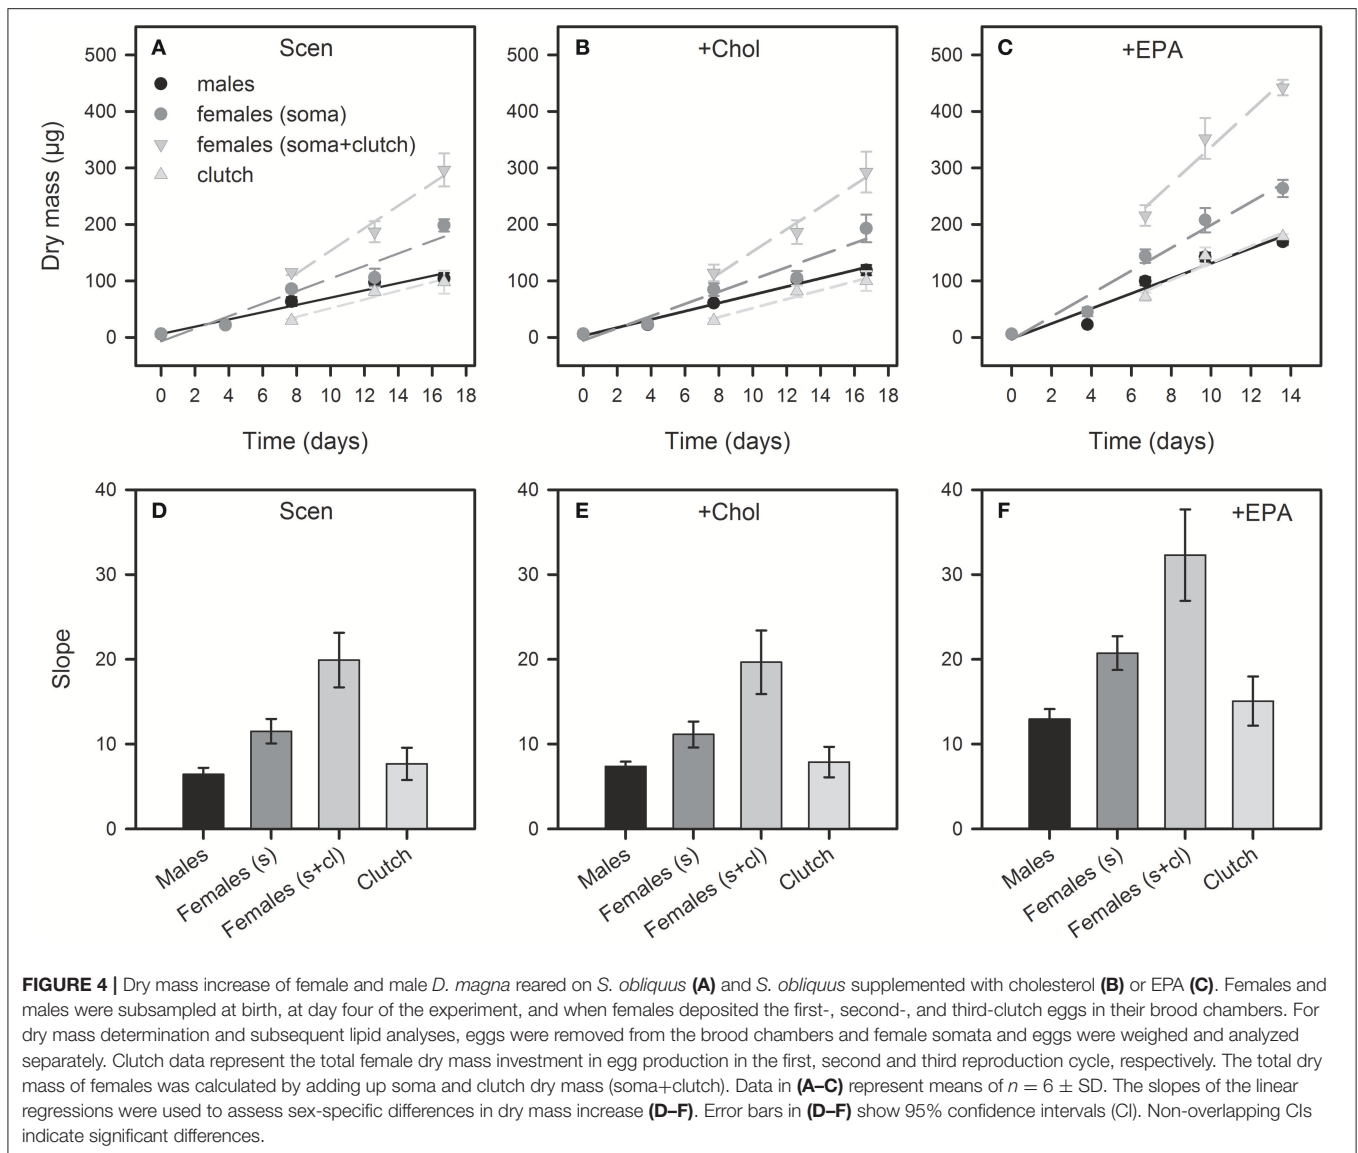 A Scen
B +Chol
C +EPA
500
400
300
200
100
0
Dry mass (µg)
males
females (soma)
females (soma+clutch)
clutch
0 2 4 6 8 10 12 14 16 18
Time (days)
500
400
300
200
100
0
0 2 4 6 8 10 12 14 16 18
Time (days)
500
400
300
200
100
0
0 2 4 6 8 10 12 14
Time (days)
D Scen
40
30
20
10
0
Slope
Males
Females (s)
Females (s+cl)
Clutch
E +Chol
40
30
20
10
0
Males
Females (s)
Females (s+cl)
Clutch
F +EPA
40
30
20
10
0
Males
Females (s)
Females (s+cl)
Clutch
FIGURE 4 | Dry mass increase of female and male D. magna reared on S. obliquus (A) and S. obliquus supplemented with cholesterol (B) or EPA (C). Females and
males were subsampled at birth, at day four of the experiment, and when females deposited the first-, second-, and third-clutch eggs in their brood chambers. For
dry mass determination and subsequent lipid analyses, eggs were removed from the brood chambers and female somata and eggs were weighed and analyzed
separately. Clutch data represent the total female dry mass investment in egg production in the first, second and third reproduction cycle, respectively. The total dry
mass of females was calculated by adding up soma and clutch dry mass (soma+clutch). Data in (A–C) represent means of n = 6 ± SD. The slopes of the linear
regressions were used to assess sex-specific differences in dry mass increase (D–F). Error bars in (D–F) show 95% confidence intervals (CI). Non-overlapping CIs
indicate significant differences.